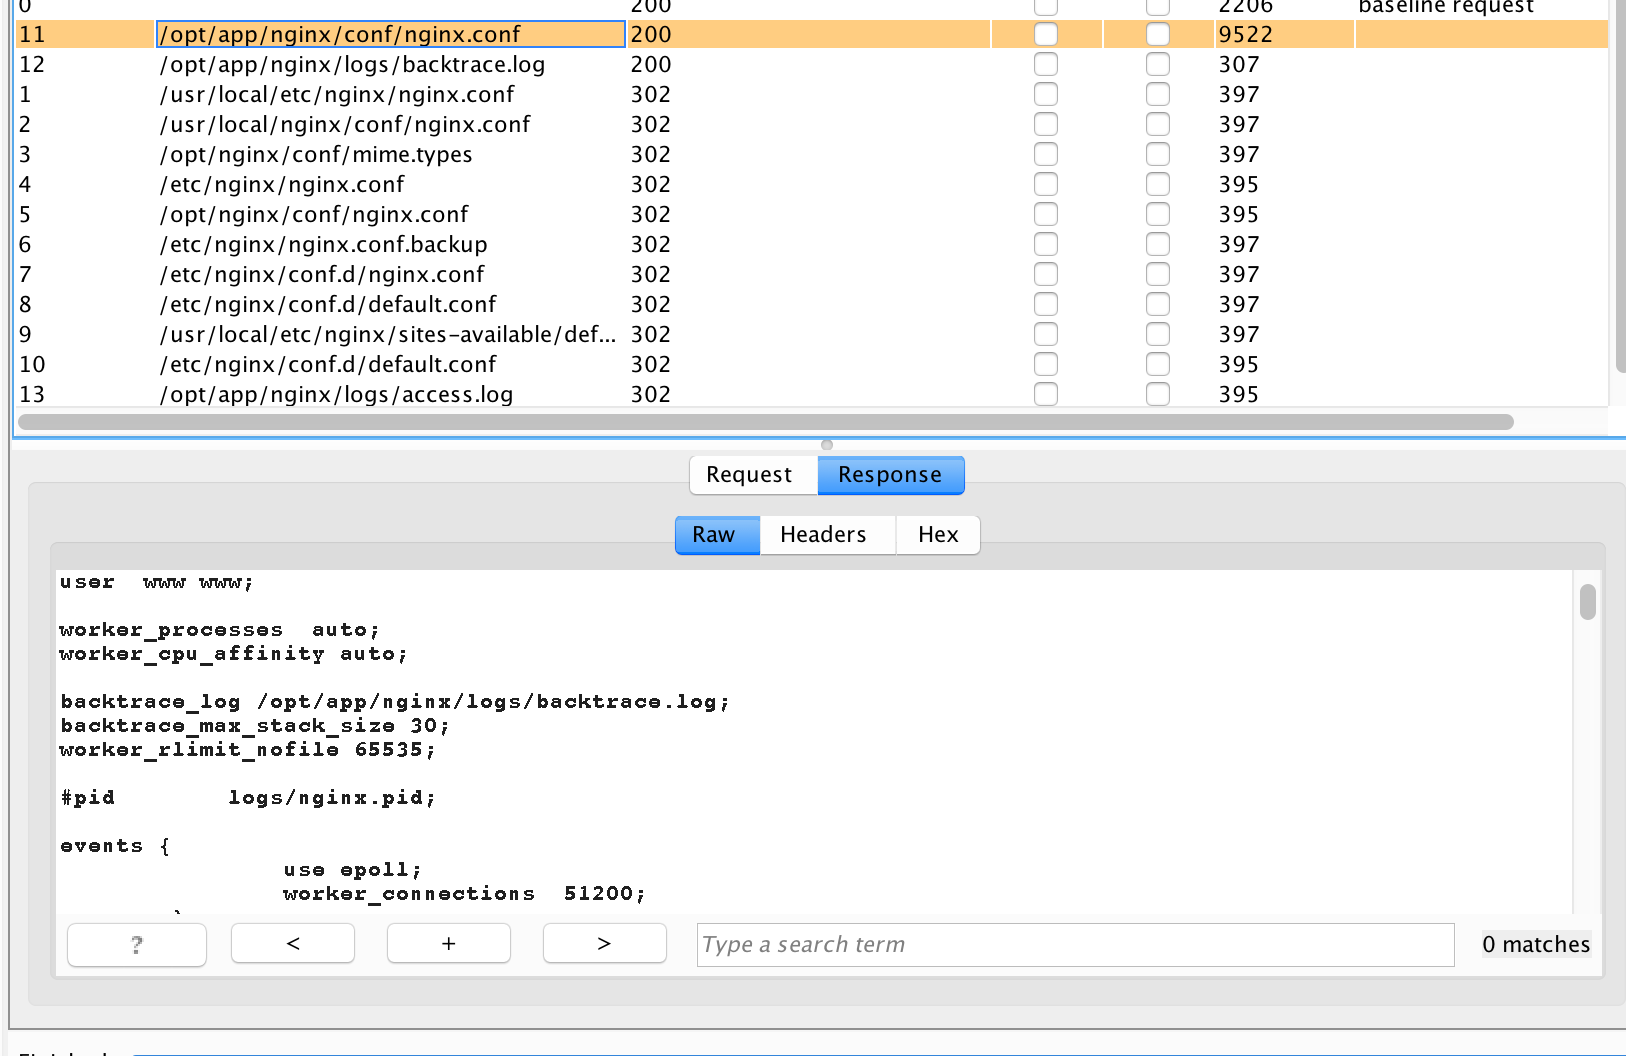 0 200 2206 baseline request
11 /opt/app/nginx/conf/nginx.conf 200 9522
12 /opt/app/nginx/logs/backtrace.log 200 307
1 /usr/local/etc/nginx/nginx.conf 302 397
2 /usr/local/nginx/conf/nginx.conf 302 397
3 /opt/nginx/conf/mime.types 302 397
4 /etc/nginx/nginx.conf 302 395
5 /opt/nginx/conf/nginx.conf 302 395
6 /etc/nginx/nginx.conf.backup 302 397
7 /etc/nginx/conf.d/nginx.conf 302 397
8 /etc/nginx/conf.d/default.conf 302 397
9 /usr/local/etc/nginx/sites-available/def... 302 397
10 /etc/nginx/conf.d/default.conf 302 395
13 /opt/app/nginx/logs/access.log 302 395
Request Response
Raw Headers Hex
user  www www;
worker_processes  auto;
worker_cpu_affinity auto;
backtrace_log /opt/app/nginx/logs/backtrace.log;
backtrace_max_stack_size 30;
worker_rlimit_nofile 65535;
#pid        logs/nginx.pid;
events {
use epoll;
worker_connections  51200;
? < + > Type a search term 0 matches